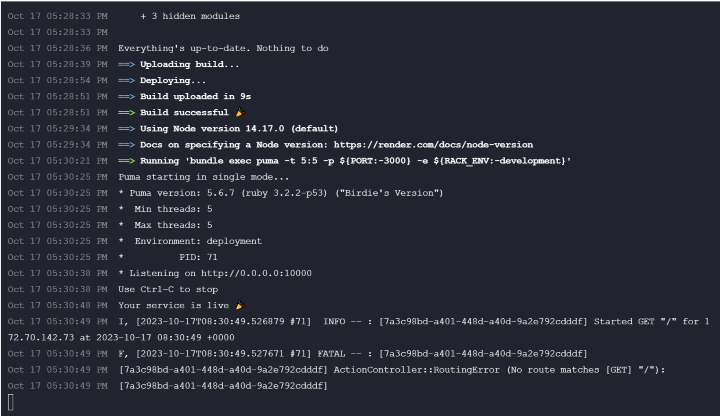 Oct 17 05:28:33 PM + 3 hidden modules
Oct 17 05:28:33 PM
Oct 17 05:28:36 PM Everything's up-to-date. Nothing to do
Oct 17 05:28:39 PM ==> Uploading build...
Oct 17 05:28:54 PM ==> Deploying...
Oct 17 05:28:51 PM ==> Build uploaded in 9s
Oct 17 05:28:51 PM ==> Build successful 🎉
Oct 17 05:29:34 PM ==> Using Node version 14.17.0 (default)
Oct 17 05:29:34 PM ==> Docs on specifying a Node version: https://render.com/docs/node-version
Oct 17 05:30:21 PM ==> Running 'bundle exec puma -t 5:5 -p ${PORT:-3000} -e ${RACK_ENV:-development}'
Oct 17 05:30:25 PM Puma starting in single mode...
Oct 17 05:30:25 PM * Puma version: 5.6.7 (ruby 3.2.2-p53) ("Birdie's Version")
Oct 17 05:30:25 PM * Min threads: 5
Oct 17 05:30:25 PM * Max threads: 5
Oct 17 05:30:25 PM * Environment: deployment
Oct 17 05:30:25 PM * PID: 71
Oct 17 05:30:38 PM * Listening on http://0.0.0.0:10000
Oct 17 05:30:38 PM Use Ctrl-C to stop
Oct 17 05:30:48 PM Your service is live 🎉
Oct 17 05:30:49 PM I, [2023-10-17T08:30:49.526879 #71] INFO -- : [7a3c98bd-a401-448d-a40d-9a2e792cdddf] Started GET "/" for 1
72.70.142.73 at 2023-10-17 08:30:49 +0000
Oct 17 05:30:49 PM F, [2023-10-17T08:30:49.527671 #71] FATAL -- : [7a3c98bd-a401-448d-a40d-9a2e792cdddf]
Oct 17 05:30:49 PM [7a3c98bd-a401-448d-a40d-9a2e792cdddf] ActionController::RoutingError (No route matches [GET] "/"):
Oct 17 05:30:49 PM [7a3c98bd-a401-448d-a40d-9a2e792cdddf]